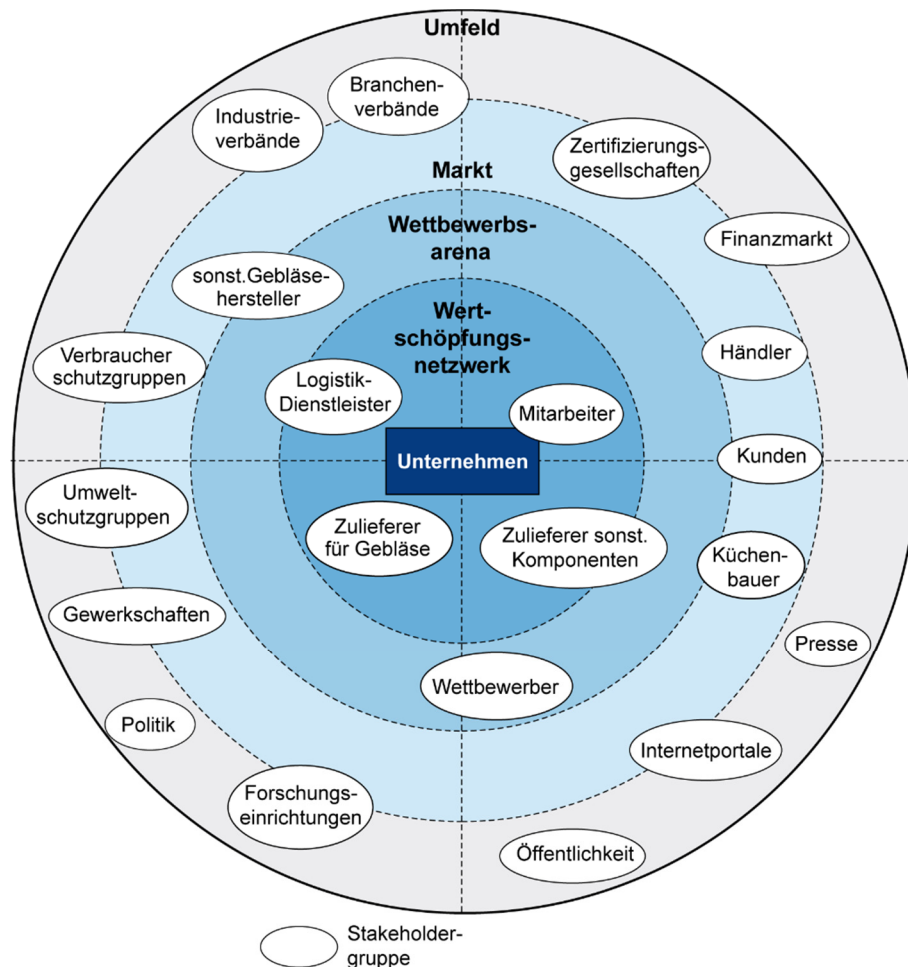 Umfeld
Branchen-
verbände
Industrie-
verbände
Zertifizierungs-
gesellschaften
Markt
Wettbewerbs-
arena
Finanzmarkt
sonst.Gebläse-
hersteller
Wert-
schöpfungs-
netzwerk
Verbraucher
schutzgruppen
Händler
Logistik-
Dienstleister
Mitarbeiter
Unternehmen
Kunden
Umwelt-
schutzgruppen
Zulieferer
für Gebläse
Zulieferer sonst.
Komponenten
Küchen-
bauer
Gewerkschaften
Presse
Wettbewerber
Politik
Internetportale
Forschungs-
einrichtungen
Öffentlichkeit
Stakeholder-
gruppe